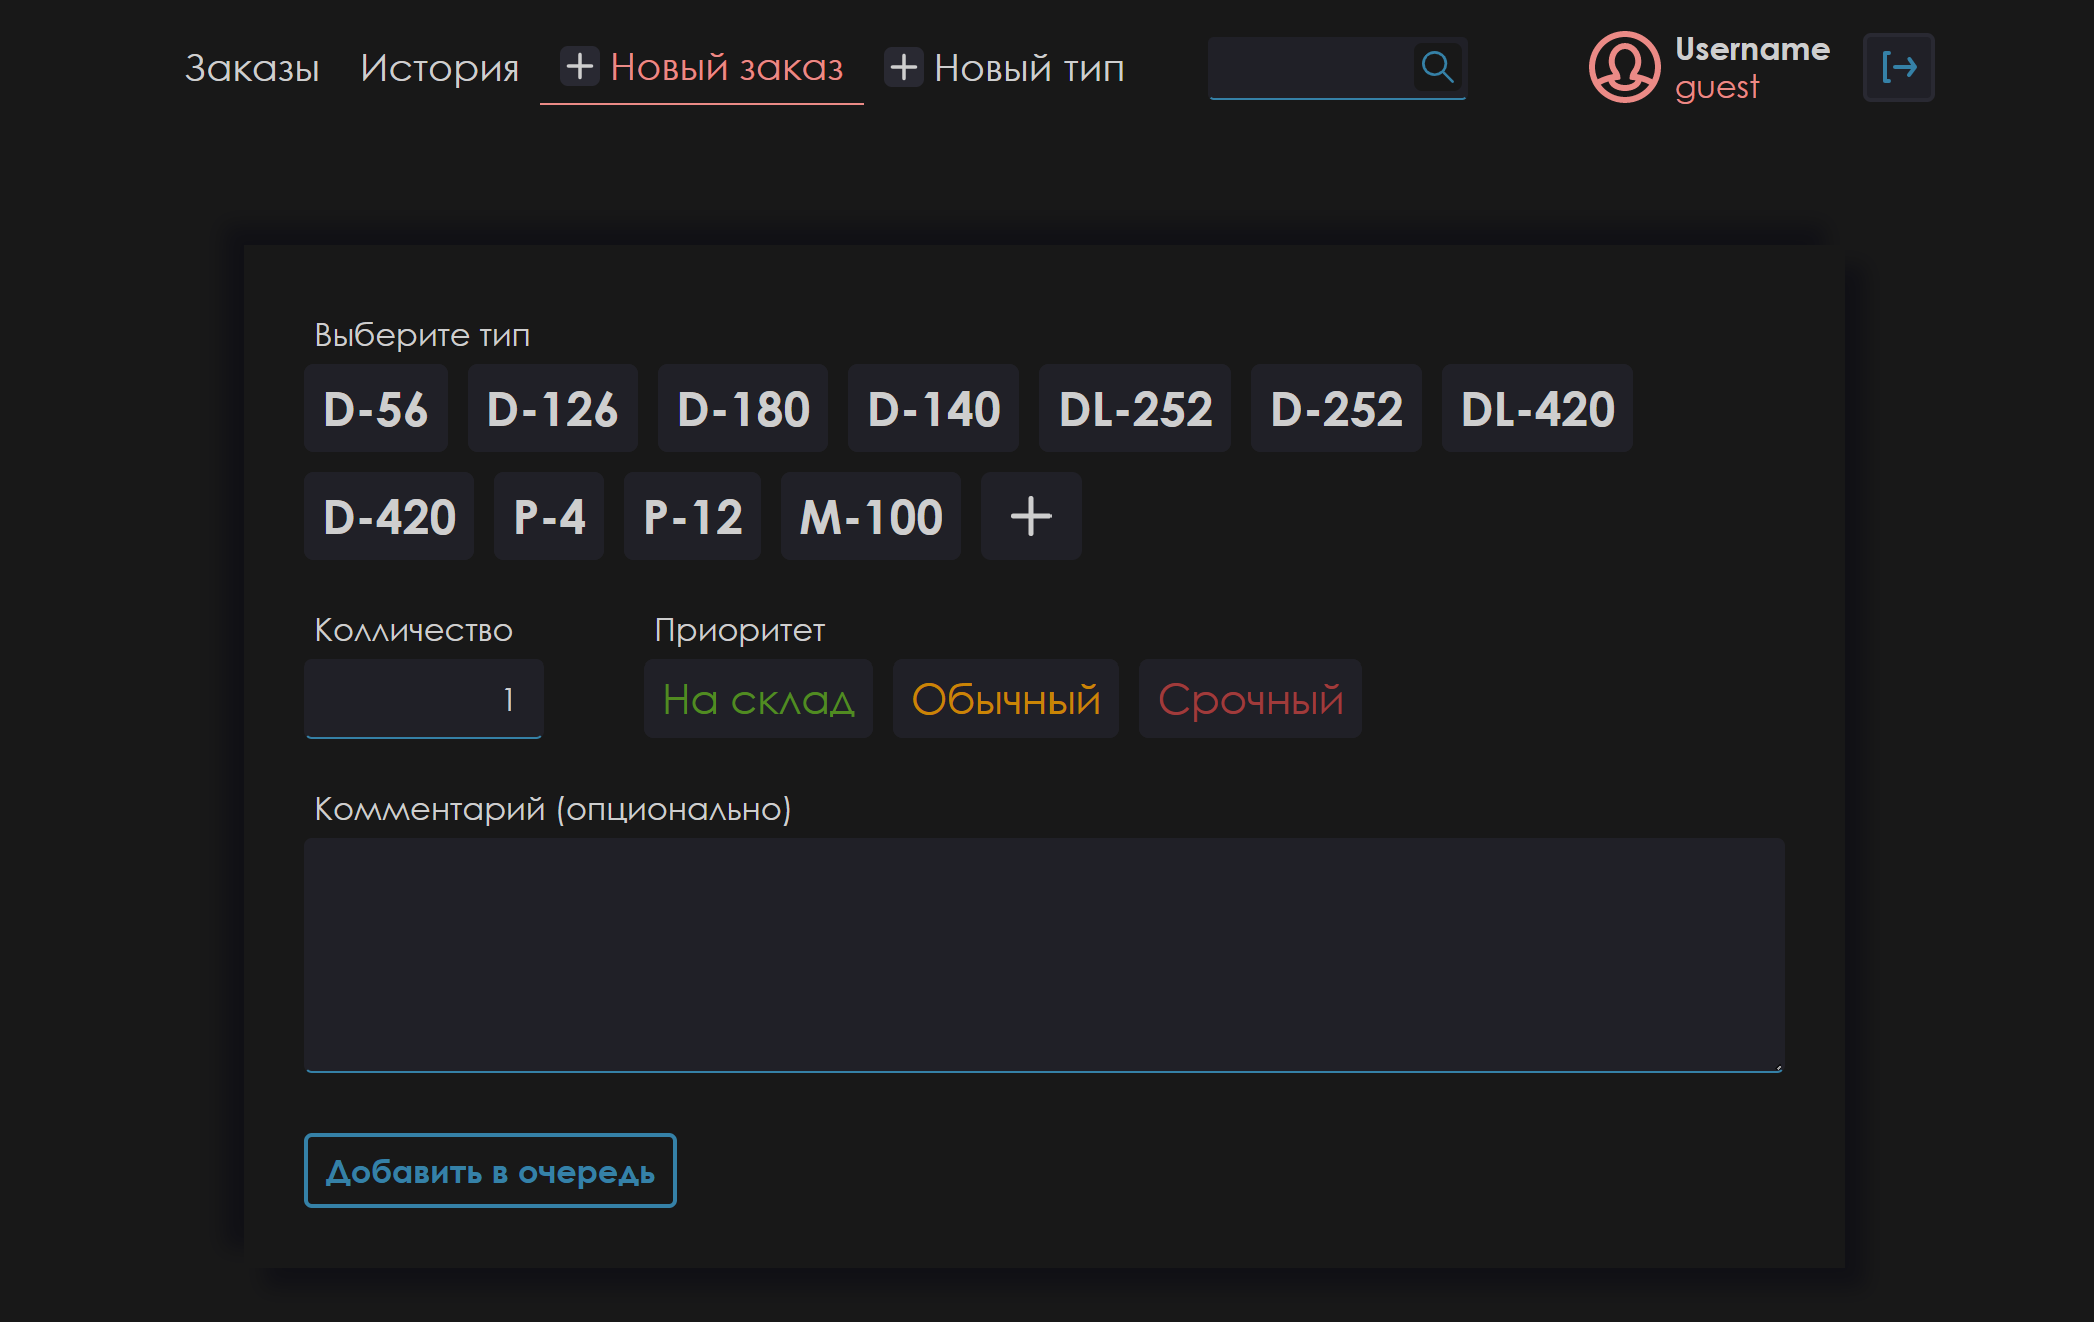 Заказы История Новый заказ Новый тип
Username
guest
Выберите тип
D-56 D-126 D-180 D-140 DL-252 D-252 DL-420
D-420 P-4 P-12 M-100
Колличество Приоритет
1 На склад Обычный Срочный
Комментарий (опционально)
Добавить в очередь